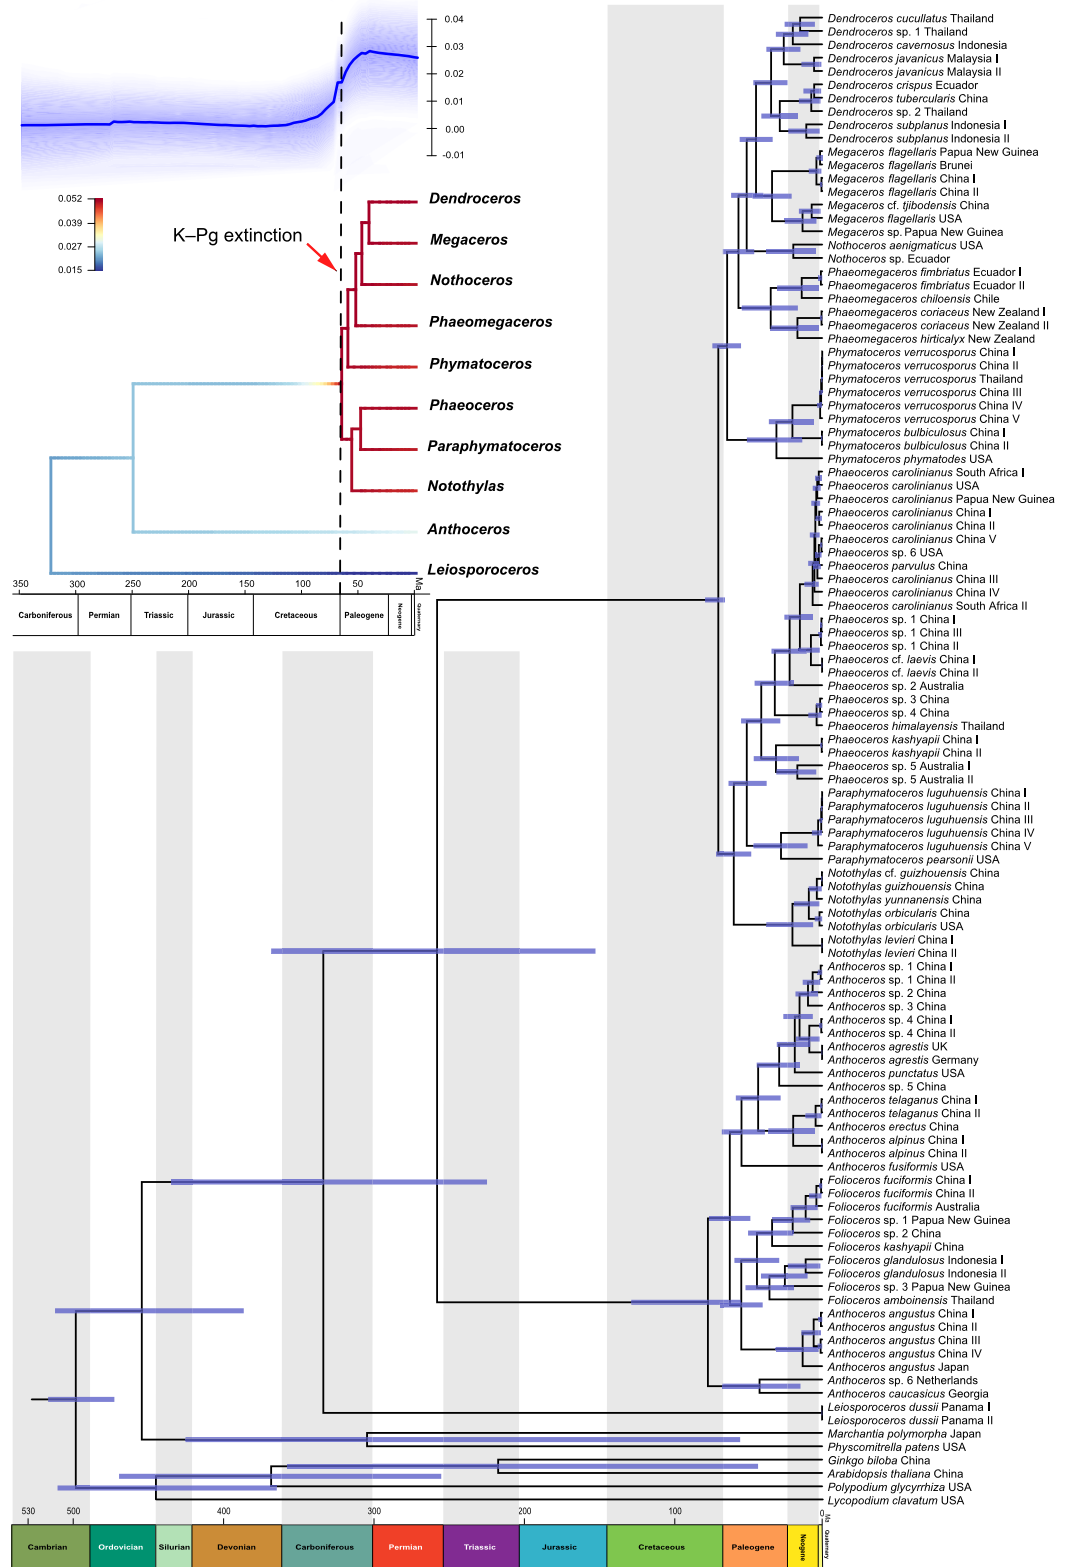 0.04
0.03
0.02
0.01
0.00
-0.01
0.052
0.039
0.027
0.015
K–Pg extinction
Dendroceros
Megaceros
Nothoceros
Phaeomegaceros
Phymatoceros
Phaeoceros
Paraphymatoceros
Notothylas
Anthoceros
Leiosporoceros
350 300 250 200 150 100 50 Ma
Carboniferous Permian Triassic Jurassic Cretaceous Paleogene Neogene Quaternary
Dendroceros cucullatus Thailand
Dendroceros sp. 1 Thailand
Dendroceros cavernosus Indonesia
Dendroceros javanicus Malaysia I
Dendroceros javanicus Malaysia II
Dendroceros crispus Ecuador
Dendroceros tubercularis China
Dendroceros sp. 2 Thailand
Dendroceros subplanus Indonesia I
Dendroceros subplanus Indonesia II
Megaceros flagellaris Papua New Guinea
Megaceros flagellaris Brunei
Megaceros flagellaris China I
Megaceros flagellaris China II
Megaceros cf. tjibodensis China
Megaceros flagellaris USA
Megaceros sp. Papua New Guinea
Nothoceros aenigmaticus USA
Nothoceros sp. Ecuador
Phaeomegaceros fimbriatus Ecuador I
Phaeomegaceros fimbriatus Ecuador II
Phaeomegaceros chiloensis Chile
Phaeomegaceros coriaceus New Zealand I
Phaeomegaceros coriaceus New Zealand II
Phaeomegaceros hirticalyx New Zealand
Phymatoceros verrucosporus China I
Phymatoceros verrucosporus China II
Phymatoceros verrucosporus Thailand
Phymatoceros verrucosporus China III
Phymatoceros verrucosporus China IV
Phymatoceros verrucosporus China V
Phymatoceros bulbiculosus China I
Phymatoceros bulbiculosus China II
Phymatoceros phymatodes USA
Phaeoceros carolinianus South Africa I
Phaeoceros carolinianus USA
Phaeoceros carolinianus Papua New Guinea
Phaeoceros carolinianus China I
Phaeoceros carolinianus China II
Phaeoceros carolinianus China V
Phaeoceros sp. 6 USA
Phaeoceros parvulus China
Phaeoceros carolinianus China III
Phaeoceros carolinianus China IV
Phaeoceros carolinianus South Africa II
Phaeoceros sp. 1 China I
Phaeoceros sp. 1 China III
Phaeoceros sp. 1 China II
Phaeoceros cf. laevis China I
Phaeoceros cf. laevis China II
Phaeoceros sp. 2 Australia
Phaeoceros sp. 3 China
Phaeoceros sp. 4 China
Phaeoceros himalayensis Thailand
Phaeoceros kashyapii China I
Phaeoceros kashyapii China II
Phaeoceros sp. 5 Australia I
Phaeoceros sp. 5 Australia II
Paraphymatoceros luguhuensis China I
Paraphymatoceros luguhuensis China II
Paraphymatoceros luguhuensis China III
Paraphymatoceros luguhuensis China IV
Paraphymatoceros luguhuensis China V
Paraphymatoceros pearsonii USA
Notothylas cf. guizhouensis China
Notothylas guizhouensis China
Notothylas yunnanensis China
Notothylas orbicularis China
Notothylas orbicularis USA
Notothylas levieri China I
Notothylas levieri China II
Anthoceros sp. 1 China I
Anthoceros sp. 1 China II
Anthoceros sp. 2 China
Anthoceros sp. 3 China
Anthoceros sp. 4 China I
Anthoceros sp. 4 China II
Anthoceros agrestis UK
Anthoceros agrestis Germany
Anthoceros punctatus USA
Anthoceros sp. 5 China
Anthoceros telaganus China I
Anthoceros telaganus China II
Anthoceros erectus China
Anthoceros alpinus China I
Anthoceros alpinus China II
Anthoceros fusiformis USA
Folioceros fuciformis China I
Folioceros fuciformis China II
Folioceros fuciformis Australia
Folioceros sp. 1 Papua New Guinea
Folioceros sp. 2 China
Folioceros kashyapii China
Folioceros glandulosus Indonesia I
Folioceros glandulosus Indonesia II
Folioceros sp. 3 Papua New Guinea
Folioceros amboinensis Thailand
Anthoceros angustus China I
Anthoceros angustus China II
Anthoceros angustus China III
Anthoceros angustus China IV
Anthoceros angustus Japan
Anthoceros sp. 6 Netherlands
Anthoceros caucasicus Georgia
Leiosporoceros dussii Panama I
Leiosporoceros dussii Panama II
Marchantia polymorpha Japan
Physcomitrella patens USA
Ginkgo biloba China
Arabidopsis thaliana China
Polypodium glycyrrhiza USA
Lycopodium clavatum USA
530 500 400 300 200 100 0 Ma
Cambrian Ordovician Silurian Devonian Carboniferous Permian Triassic Jurassic Cretaceous Paleogene Neogene Quaternary